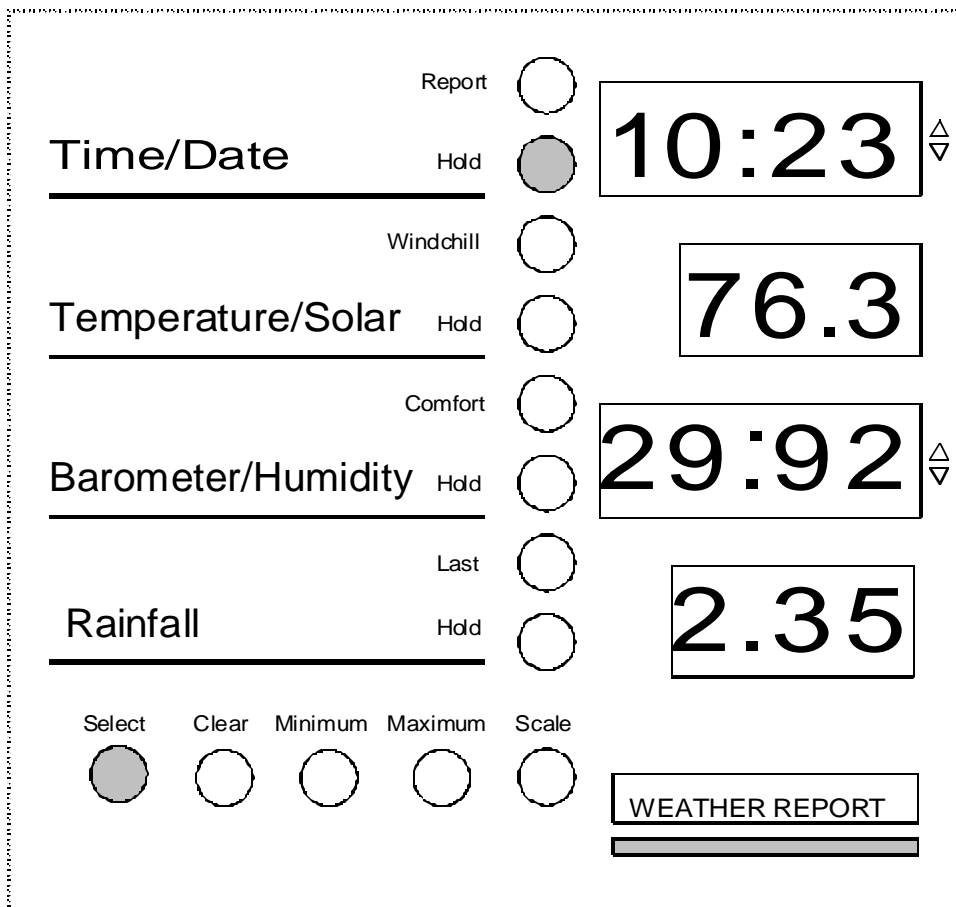 Report
10:23
Time/Date Hold
Windchill
76.3
Temperature/Solar Hold
Comfort
29:92
Barometer/Humidity Hold
Last
2.35
Rainfall Hold
Select Clear Minimum Maximum Scale
WEATHER REPORT